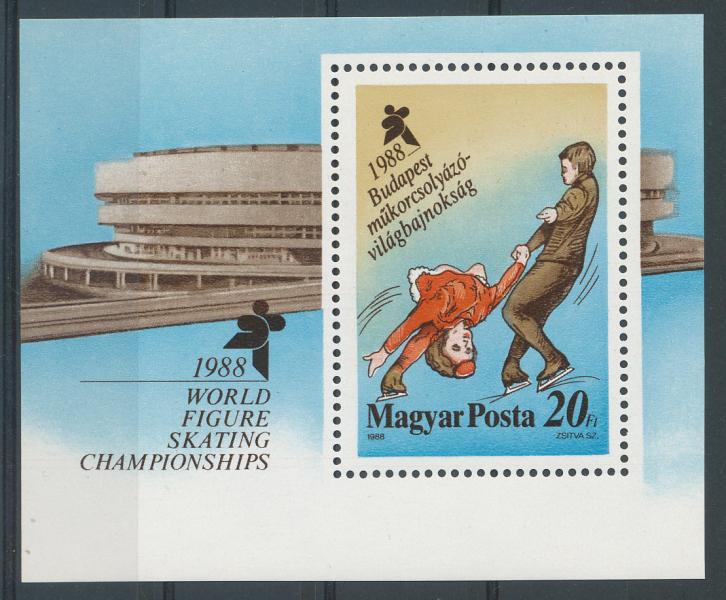 1988
WORLD
FIGURE
SKATING
CHAMPIONSHIPS
1988
Budapest
műkorcsolyázó-
világbajnokság
Magyar Posta 20Ft
1988 ZSITVA SZ.